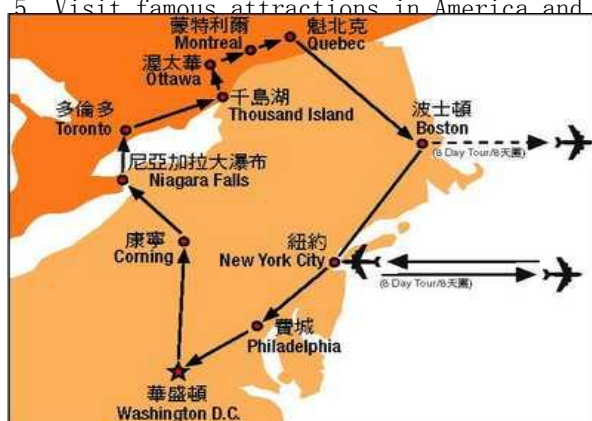 5. Visit famous attractions in America and
蒙特利爾
Montreal
魁北克
Quebec
渥太華
Ottawa
千島湖
Thousand Island
多倫多
Toronto
波士頓
Boston
(8 Day Tour/8天團)
尼亞加拉大瀑布
Niagara Falls
康寧
Corning
紐約
New York City
(8 Day Tour/8天團)
費城
Philadelphia
華盛頓
Washington D.C.